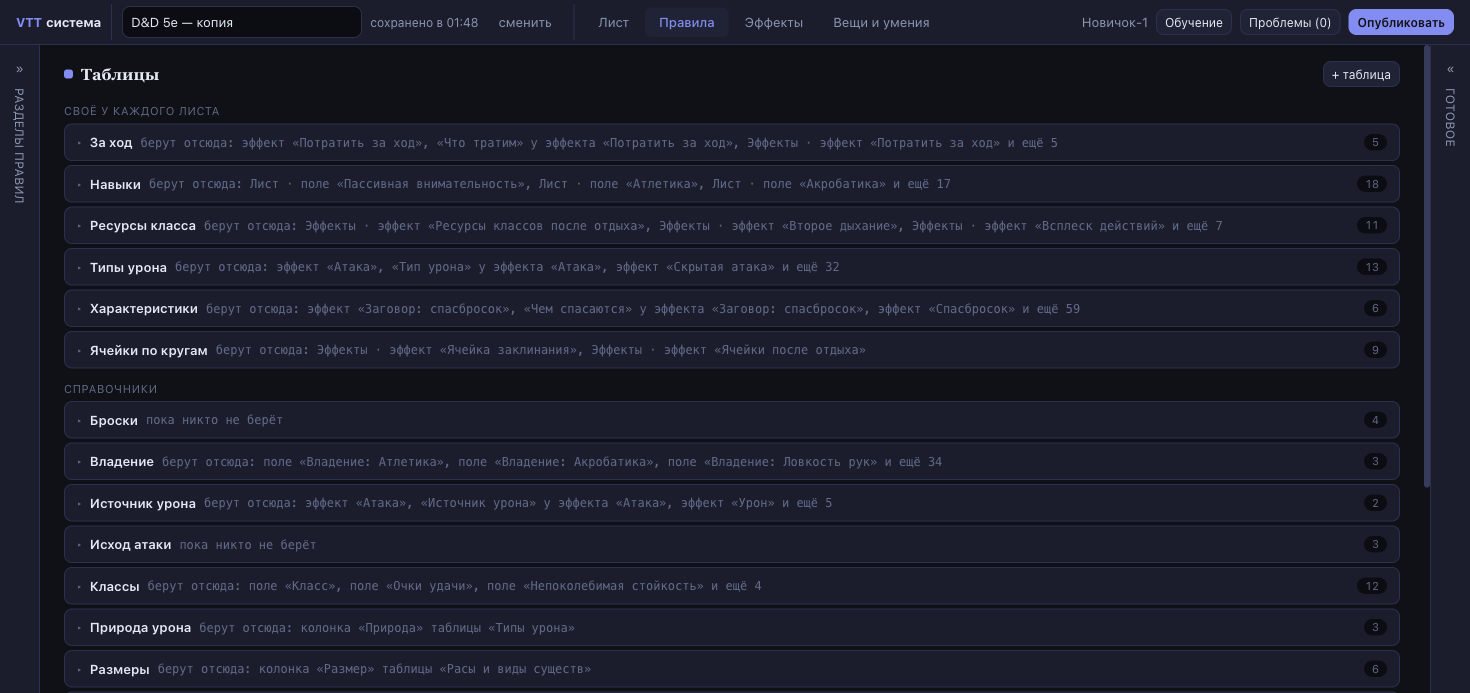 VTT система
D&D 5e — копия
сохранено в 01:48
сменить
Лист
Правила
Эффекты
Вещи и умения
Новичок-1
Обучение
Проблемы (0)
Опубликовать
»
РАЗДЕЛЫ ПРАВИЛ
Таблицы
+ таблица
СВОЁ У КАЖДОГО ЛИСТА
За ход берут отсюда: эффект «Потратить за ход», «Что тратим» у эффекта «Потратить за ход», Эффекты · эффект «Потратить за ход» и ещё 5 5
Навыки берут отсюда: Лист · поле «Пассивная внимательность», Лист · поле «Атлетика», Лист · поле «Акробатика» и ещё 17 18
Ресурсы класса берут отсюда: Эффекты · эффект «Ресурсы классов после отдыха», Эффекты · эффект «Второе дыхание», Эффекты · эффект «Всплеск действий» и ещё 7 11
Типы урона берут отсюда: эффект «Атака», «Тип урона» у эффекта «Атака», эффект «Скрытая атака» и ещё 32 13
Характеристики берут отсюда: эффект «Заговор: спасбросок», «Чем спасаются» у эффекта «Заговор: спасбросок», эффект «Спасбросок» и ещё 59 6
Ячейки по кругам берут отсюда: Эффекты · эффект «Ячейка заклинания», Эффекты · эффект «Ячейки после отдыха» 9
СПРАВОЧНИКИ
Броски пока никто не берёт 4
Владение берут отсюда: поле «Владение: Атлетика», поле «Владение: Акробатика», поле «Владение: Ловкость рук» и ещё 34 3
Источник урона берут отсюда: эффект «Атака», «Источник урона» у эффекта «Атака», эффект «Урон» и ещё 5 2
Исход атаки пока никто не берёт 3
Классы берут отсюда: поле «Класс», поле «Очки удачи», поле «Непоколебимая стойкость» и ещё 4 12
Природа урона берут отсюда: колонка «Природа» таблицы «Типы урона» 3
Размеры берут отсюда: колонка «Размер» таблицы «Расы и виды существ» 6
«
ГОТОВОЕ